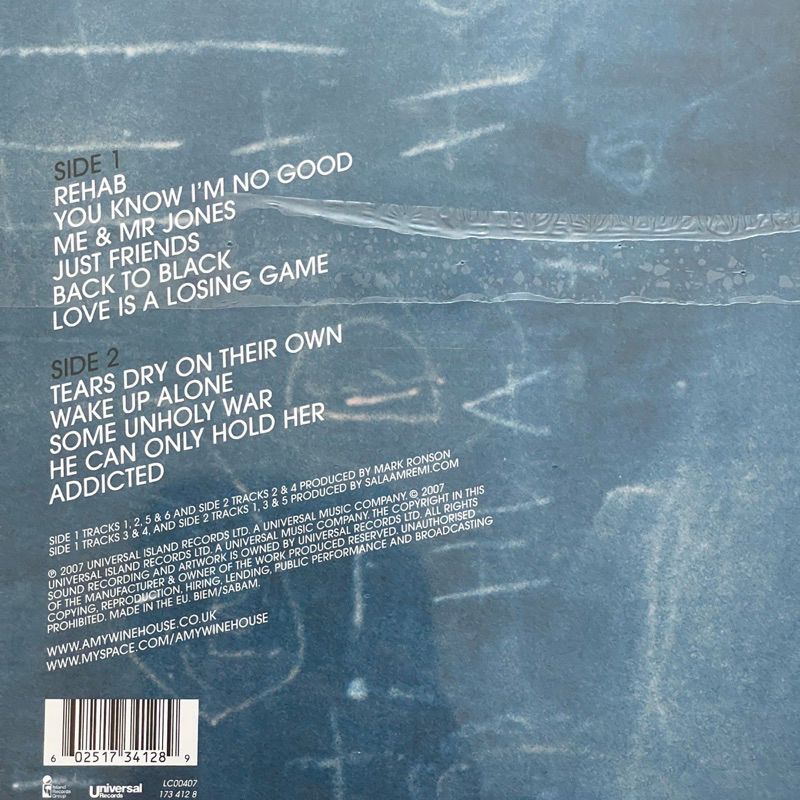 SIDE 1
REHAB
YOU KNOW I'M NO GOOD
ME & MR JONES
JUST FRIENDS
BACK TO BLACK
LOVE IS A LOSING GAME
SIDE 2
TEARS DRY ON THEIR OWN
WAKE UP ALONE
SOME UNHOLY WAR
HE CAN ONLY HOLD HER
ADDICTED
SIDE 1 TRACKS 1, 2, 5 & 6 AND SIDE 2 TRACKS 2 & 4 PRODUCED BY MARK RONSON
SIDE 1 TRACKS 3 & 4, AND SIDE 2 TRACKS 1, 3 & 5 PRODUCED BY SALAAMREMI.COM
℗ 2007 UNIVERSAL ISLAND RECORDS LTD. A UNIVERSAL MUSIC COMPANY. © 2007
UNIVERSAL ISLAND RECORDS LTD. A UNIVERSAL MUSIC COMPANY. THE COPYRIGHT IN THIS
SOUND RECORDING AND ARTWORK IS OWNED BY UNIVERSAL RECORDS LTD. ALL RIGHTS
OF THE MANUFACTURER & OWNER OF THE WORK PRODUCED RESERVED. UNAUTHORISED
COPYING, REPRODUCTION, HIRING, LENDING, PUBLIC PERFORMANCE AND BROADCASTING
PROHIBITED. MADE IN THE EU. BIEM/SABAM.
WWW.AMYWINEHOUSE.CO.UK
WWW.MYSPACE.COM/AMYWINEHOUSE
6 02517 34128 9
Island Records Group
Universal Records
LC00407
173 412 8